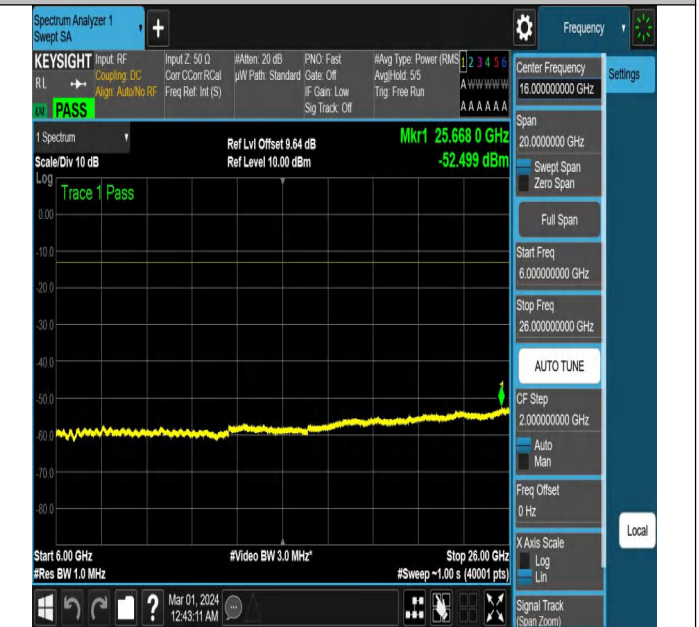 Spectrum Analyzer 1
Swept SA
+
Frequency
KEYSIGHT
RL
PASS
Input: RF
Coupling: DC
Align: Auto/No RF
Input Z: 50 Ω
Corr CCorr RCal
Freq Ref: Int (S)
#Atten: 20 dB
µW Path: Standard
PNO: Fast
Gate: Off
IF Gain: Low
Sig Track: Off
#Avg Type: Power (RMS
Avg|Hold: 5/5
Trig: Free Run
1 2 3 4 5 6
A W W W W W
A A A A A A
1 Spectrum
Scale/Div 10 dB
Ref Lvl Offset 9.64 dB
Ref Level 10.00 dBm
Mkr1 25.668 0 GHz
-52.499 dBm
Log
Trace 1 Pass
0.00
-10.0
-20.0
-30.0
-40.0
-50.0
-60.0
-70.0
-80.0
Start 6.00 GHz
#Res BW 1.0 MHz
#Video BW 3.0 MHz*
Stop 26.00 GHz
#Sweep ~1.00 s (40001 pts)
Mar 01, 2024
12:43:11 AM
Center Frequency
16.000000000 GHz
Settings
Span
20.0000000 GHz
Swept Span
Zero Span
Full Span
Start Freq
6.000000000 GHz
Stop Freq
26.000000000 GHz
AUTO TUNE
CF Step
2.000000000 GHz
Auto
Man
Freq Offset
0 Hz
X Axis Scale
Log
Lin
Local
Signal Track
(Span Zoom)